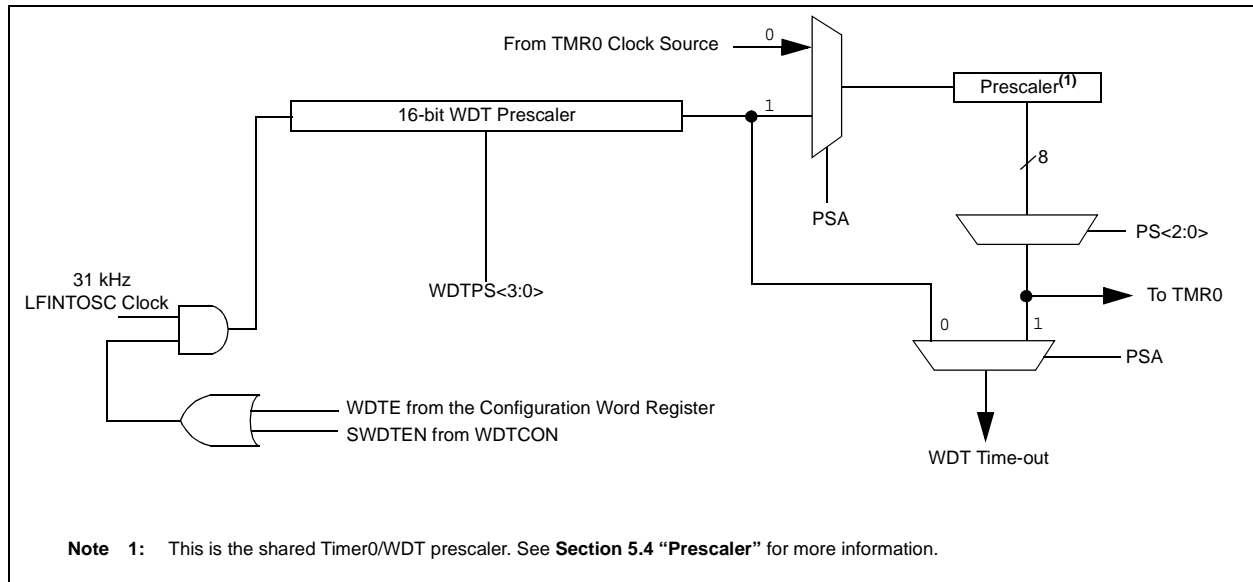 From TMR0 Clock Source
0
Prescaler(1)
16-bit WDT Prescaler
1
8
PSA
PS<2:0>
31 kHz
LFINTOSC Clock
WDTPS<3:0>
To TMR0
0
1
PSA
WDTE from the Configuration Word Register
SWDTEN from WDTCON
WDT Time-out
Note 1: This is the shared Timer0/WDT prescaler. See Section 5.4 “Prescaler” for more information.